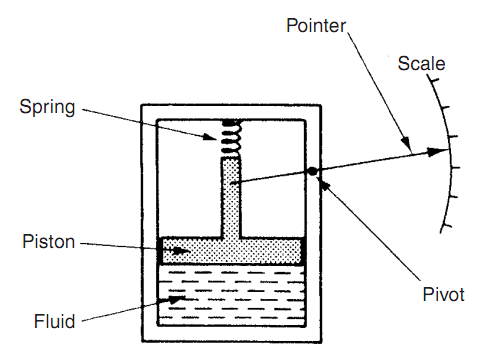 Pointer
Scale
Spring
Piston
Pivot
Fluid